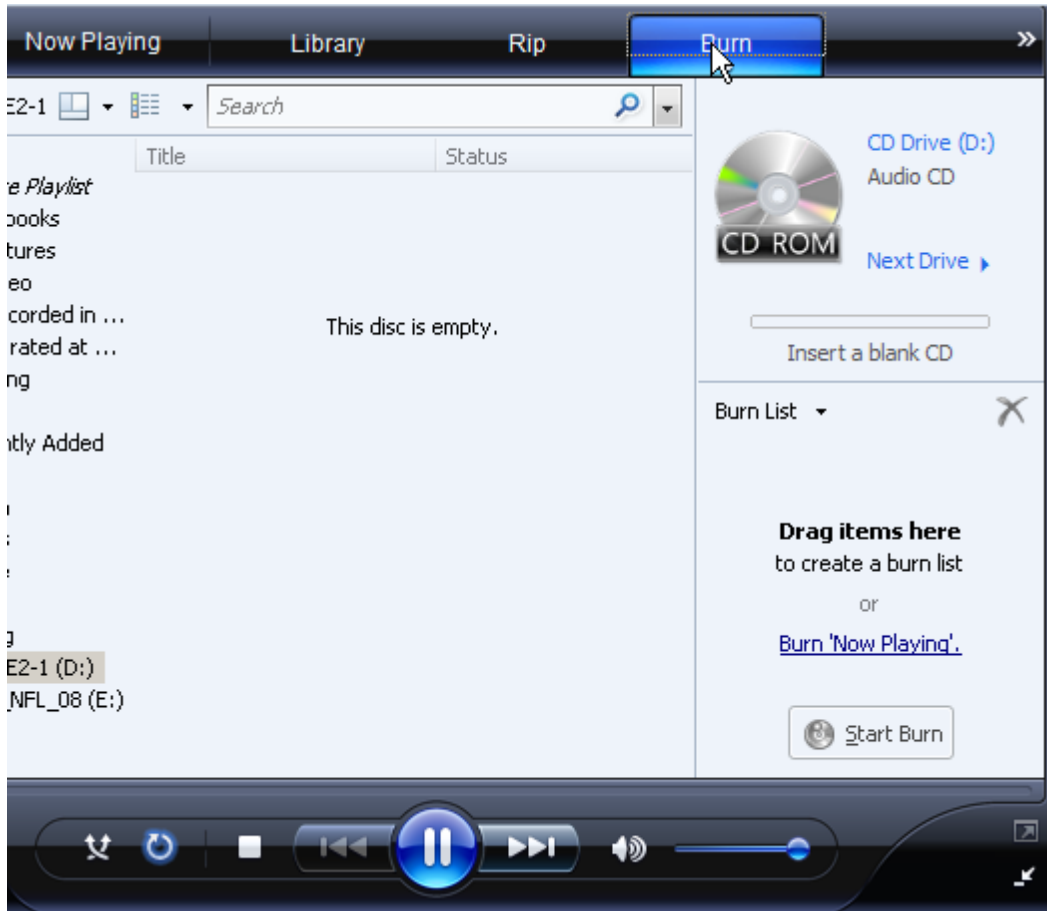 Now Playing
Library
Rip
Burn
»
E2-1
Search
Title
Status
e Playlist
books
tures
eo
corded in ...
rated at ...
ng
ntly Added
g
E2-1 (D:)
_NFL_08 (E:)
This disc is empty.
CD ROM
CD Drive (D:)
Audio CD
Next Drive
Insert a blank CD
Burn List
Drag items here
to create a burn list
or
Burn 'Now Playing'.
Start Burn